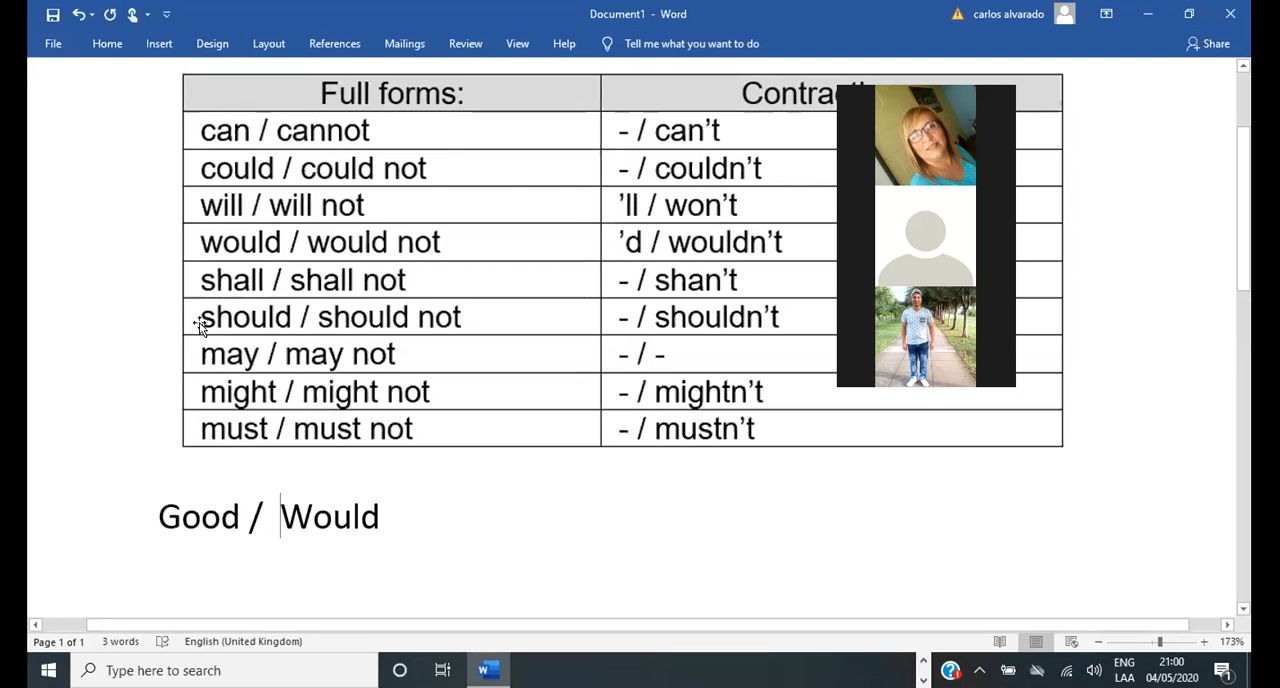 Document1 - Word
carlos alvarado
File Home Insert Design Layout References Mailings Review View Help Tell me what you want to do Share
Full forms:
can / cannot - / can’t
could / could not - / couldn’t
will / will not ’ll / won’t
would / would not ’d / wouldn’t
shall / shall not - / shan’t
should / should not - / shouldn’t
may / may not - / -
might / might not - / mightn’t
must / must not - / mustn’t
Good / Would
Page 1 of 1 3 words English (United Kingdom) 173%
Type here to search
ENG 21:00
LAA 04/05/2020